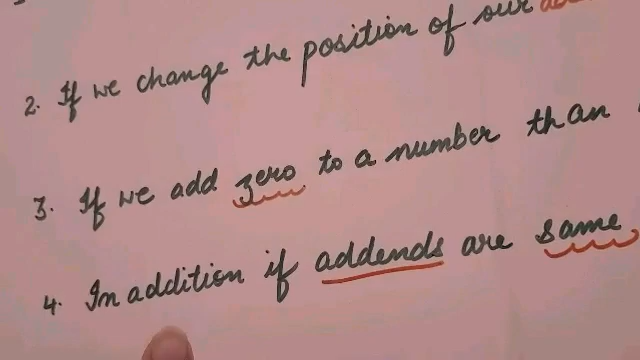 2. If we change the position of our
3. If we add zero to a number than
4. In addition if addends are same